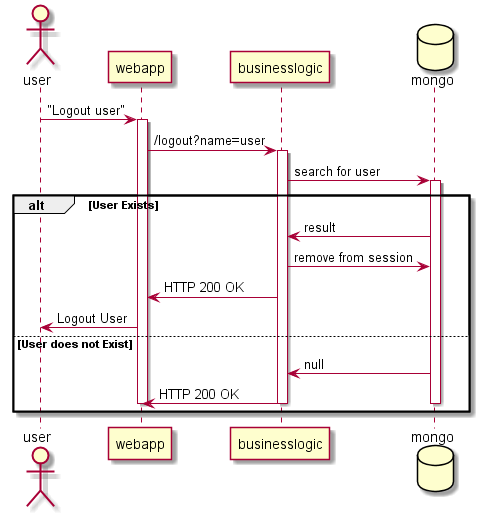 user
webapp
businesslogic
mongo
"Logout user"
/logout?name=user
search for user
alt
[User Exists]
result
remove from session
HTTP 200 OK
Logout User
[User does not Exist]
null
HTTP 200 OK
user
webapp
businesslogic
mongo